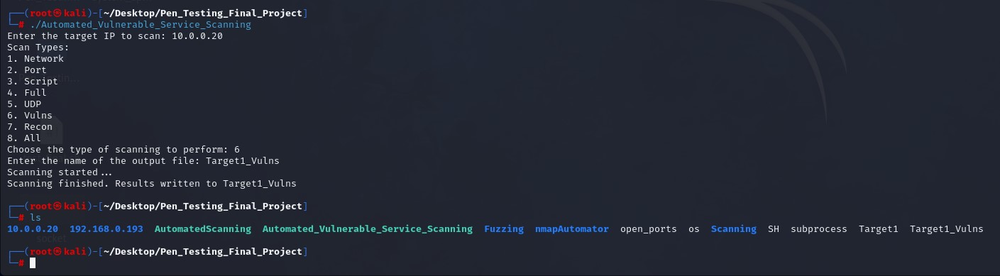 ┌──(root㉿kali)-[~/Desktop/Pen_Testing_Final_Project]
└─# ./Automated_Vulnerable_Service_Scanning
Enter the target IP to scan: 10.0.0.20
Scan Types:
1. Network
2. Port
3. Script
4. Full
5. UDP
6. Vulns
7. Recon
8. All
Choose the type of scanning to perform: 6
Enter the name of the output file: Target1_Vulns
Scanning started...
Scanning finished. Results written to Target1_Vulns
┌──(root㉿kali)-[~/Desktop/Pen_Testing_Final_Project]
└─# ls
10.0.0.20  192.168.0.193  AutomatedScanning  Automated_Vulnerable_Service_Scanning  Fuzzing  nmapAutomator  open_ports  os  Scanning  SH  subprocess  Target1  Target1_Vulns
socket
┌──(root㉿kali)-[~/Desktop/Pen_Testing_Final_Project]
└─#